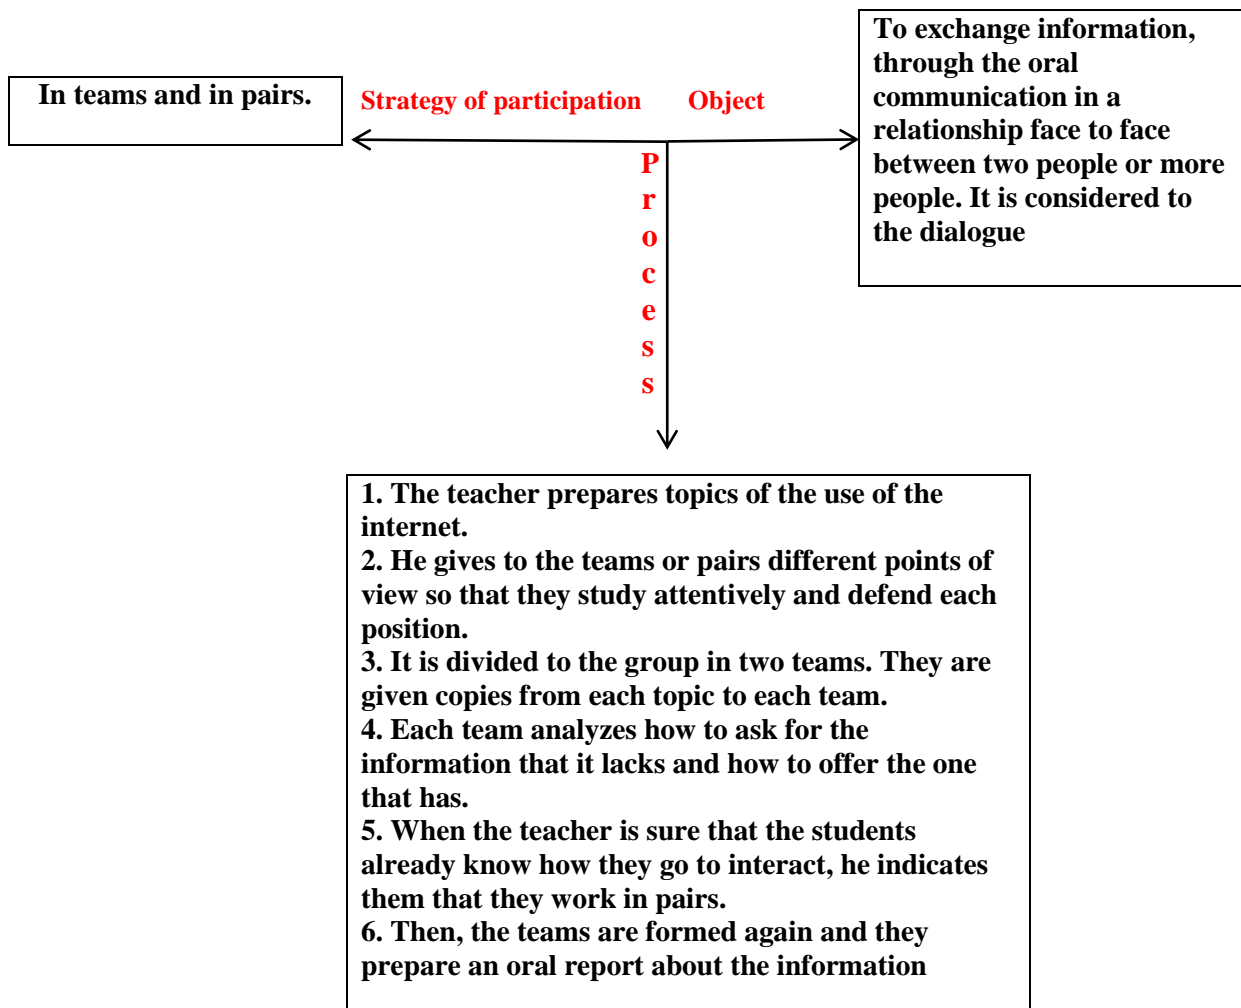 In teams and in pairs.
Strategy of participation
Object
To exchange information,
through the oral
communication in a
relationship face to face
between two people or more
people. It is considered to
the dialogue
P
r
o
c
e
s
s
1. The teacher prepares topics of the use of the
internet.
2. He gives to the teams or pairs different points of
view so that they study attentively and defend each
position.
3. It is divided to the group in two teams. They are
given copies from each topic to each team.
4. Each team analyzes how to ask for the
information that it lacks and how to offer the one
that has.
5. When the teacher is sure that the students
already know how they go to interact, he indicates
them that they work in pairs.
6. Then, the teams are formed again and they
prepare an oral report about the information